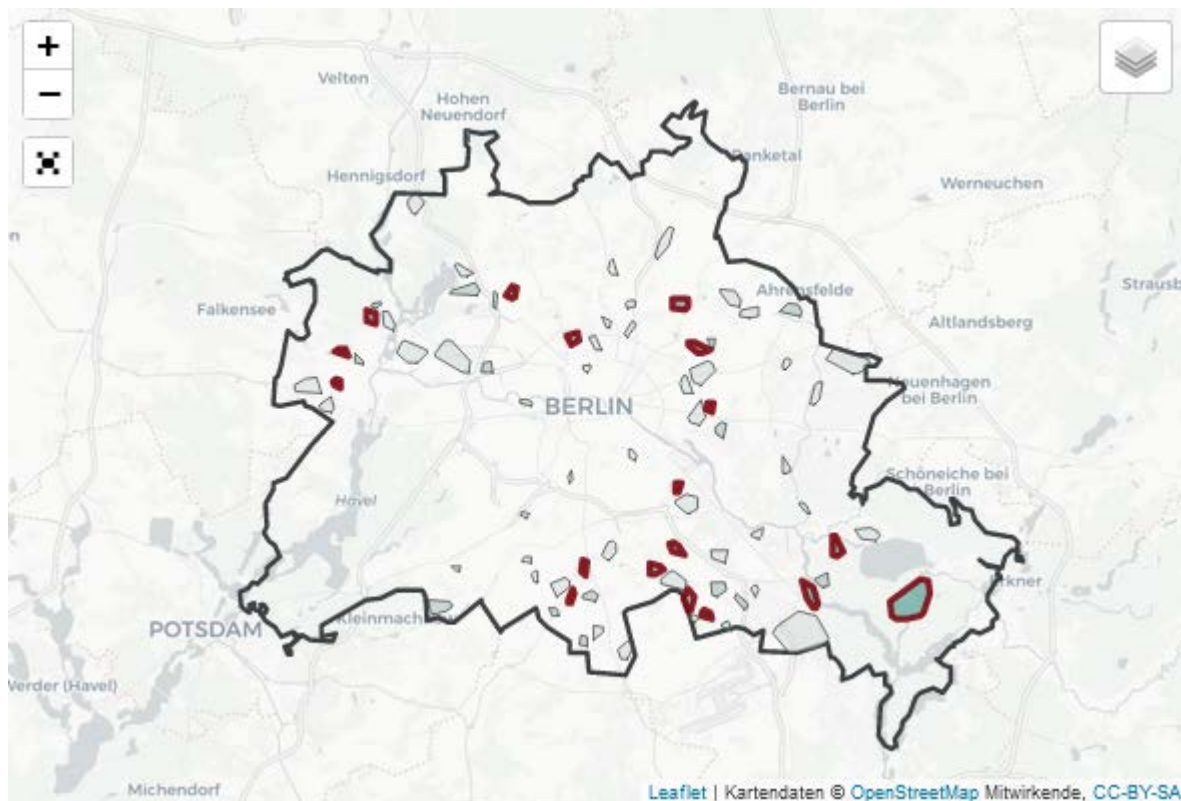 +
Velten
Bernau bei
Berlin
−
Hohen
Neuendorf
Panketal
Hennigsdorf
Werneuchen
Falkensee
Ahrensfelde
Strausb
Altlandsberg
Neuenhagen
bei Berlin
BERLIN
Schöneiche bei
Berlin
Havel
Erkner
Kleinmachnow
POTSDAM
Werder (Havel)
Michendorf
Leaflet | Kartendaten © OpenStreetMap Mitwirkende, CC-BY-SA